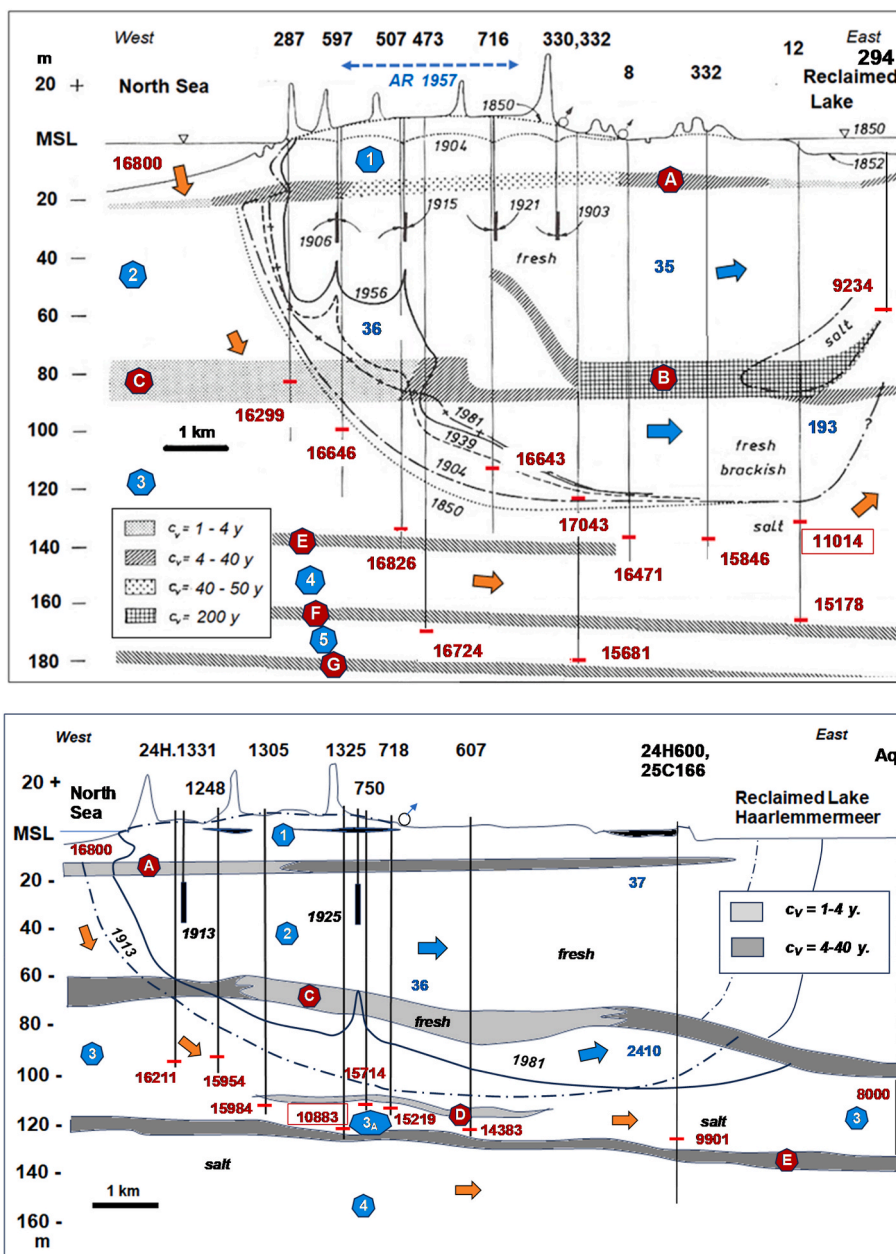 West 287 597 507 473 716 330,332 12 East
m 8 332 294
AR 1957
20 + North Sea Reclaimed
Lake
1850
MSL 1904 1850
16800 1 1852
A
20
1915 1921 1903
1906
40 fresh
2 35
9234
1956
60 36 salt
C B
80
16299 193
1981
100 1 km 1939
16646 16643 fresh
brackish
?
3 1904
120 1850
17043 salt
cv = 1 - 4 y
E 11014
140 cv = 4 - 40 y 16826 16471 15846
4
cv = 40 - 50 y
160 F 15178
cv = 200 y 5
16724 15681
180 G
West East
24H.1331 1305 1325 718 607 24H600,
25C166
Aq
1248 750
20 + North
Sea
Reclaimed Lake
Haarlemmermeer
MSL 1
16800
A
20 - 37
cv = 1-4 y.
40 - 1913 1925
1913 2
cv = 4-40 y.
fresh
60 - 36
C
fresh
80 -
3 1981 2410
15714
100 - 16211 15954 8000
15984 10883 D
120 - 3A 15219 14383 salt 3
9901
salt E
140 -
1 km
4
160 -
m